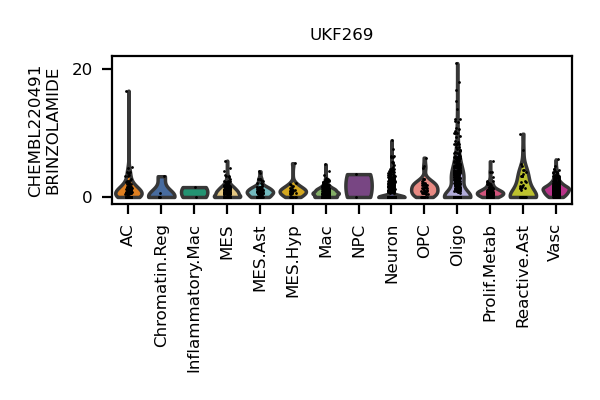 UKF269
CHEMBL220491
BRINZOLAMIDE
20
0
AC
Chromatin.Reg
Inflammatory.Mac
MES
MES.Ast
MES.Hyp
Mac
NPC
Neuron
OPC
Oligo
Prolif.Metab
Reactive.Ast
Vasc